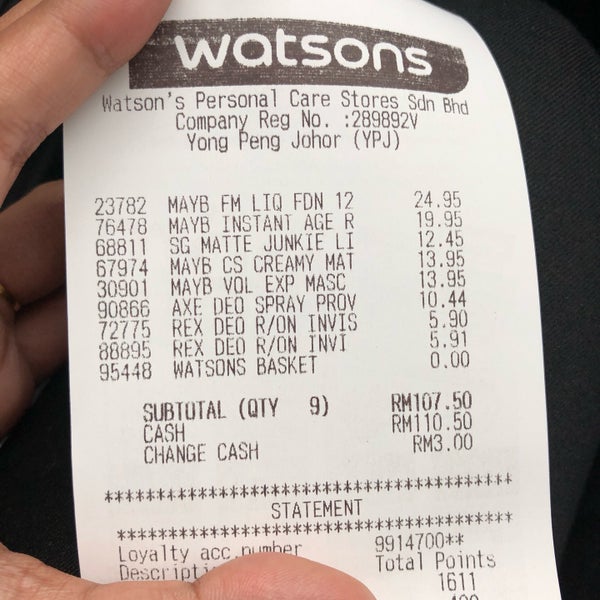 watsons
Watson's Personal Care Stores Sdn Bhd
Company Reg No. :289892V
Yong Peng Johor (YPJ)
23782 MAYB FM LIQ FDN 12 24.95
76478 MAYB INSTANT AGE R 19.95
68811 SG MATTE JUNKIE LI 12.45
67974 MAYB CS CREAMY MAT 13.95
30901 MAYB VOL EXP MASC 13.95
90866 AXE DEO SPRAY PROV 10.44
72775 REX DEO R/ON INVIS 5.90
88895 REX DEO R/ON INVI 5.91
95448 WATSONS BASKET 0.00
SUBTOTAL (QTY 9) RM107.50
CASH RM110.50
CHANGE CASH RM3.00
****************************************
STATEMENT
****************************************
Loyalty acc number 9914700**
Total Points
1611